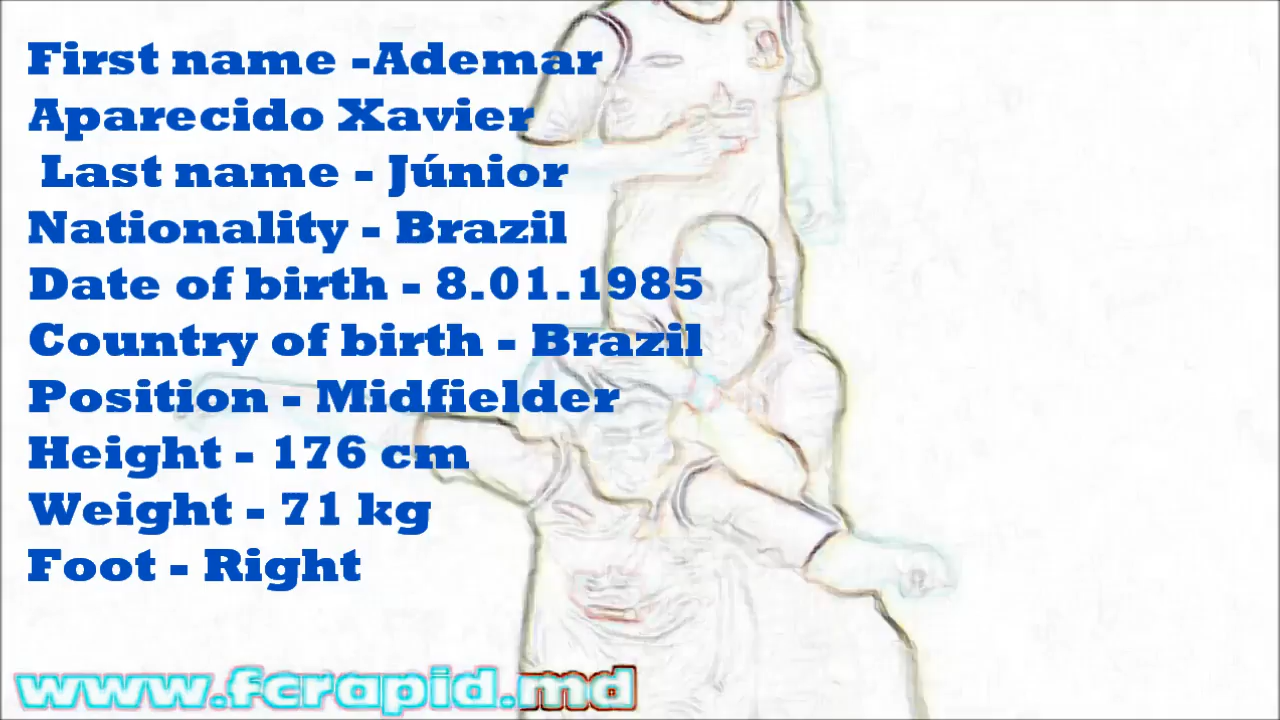 First name -Ademar
Aparecido Xavier
Last name - Júnior
Nationality - Brazil
Date of birth - 8.01.1985
Country of birth - Brazil
Position - Midfielder
Height - 176 cm
Weight - 71 kg
Foot - Right
www.fcrapid.md